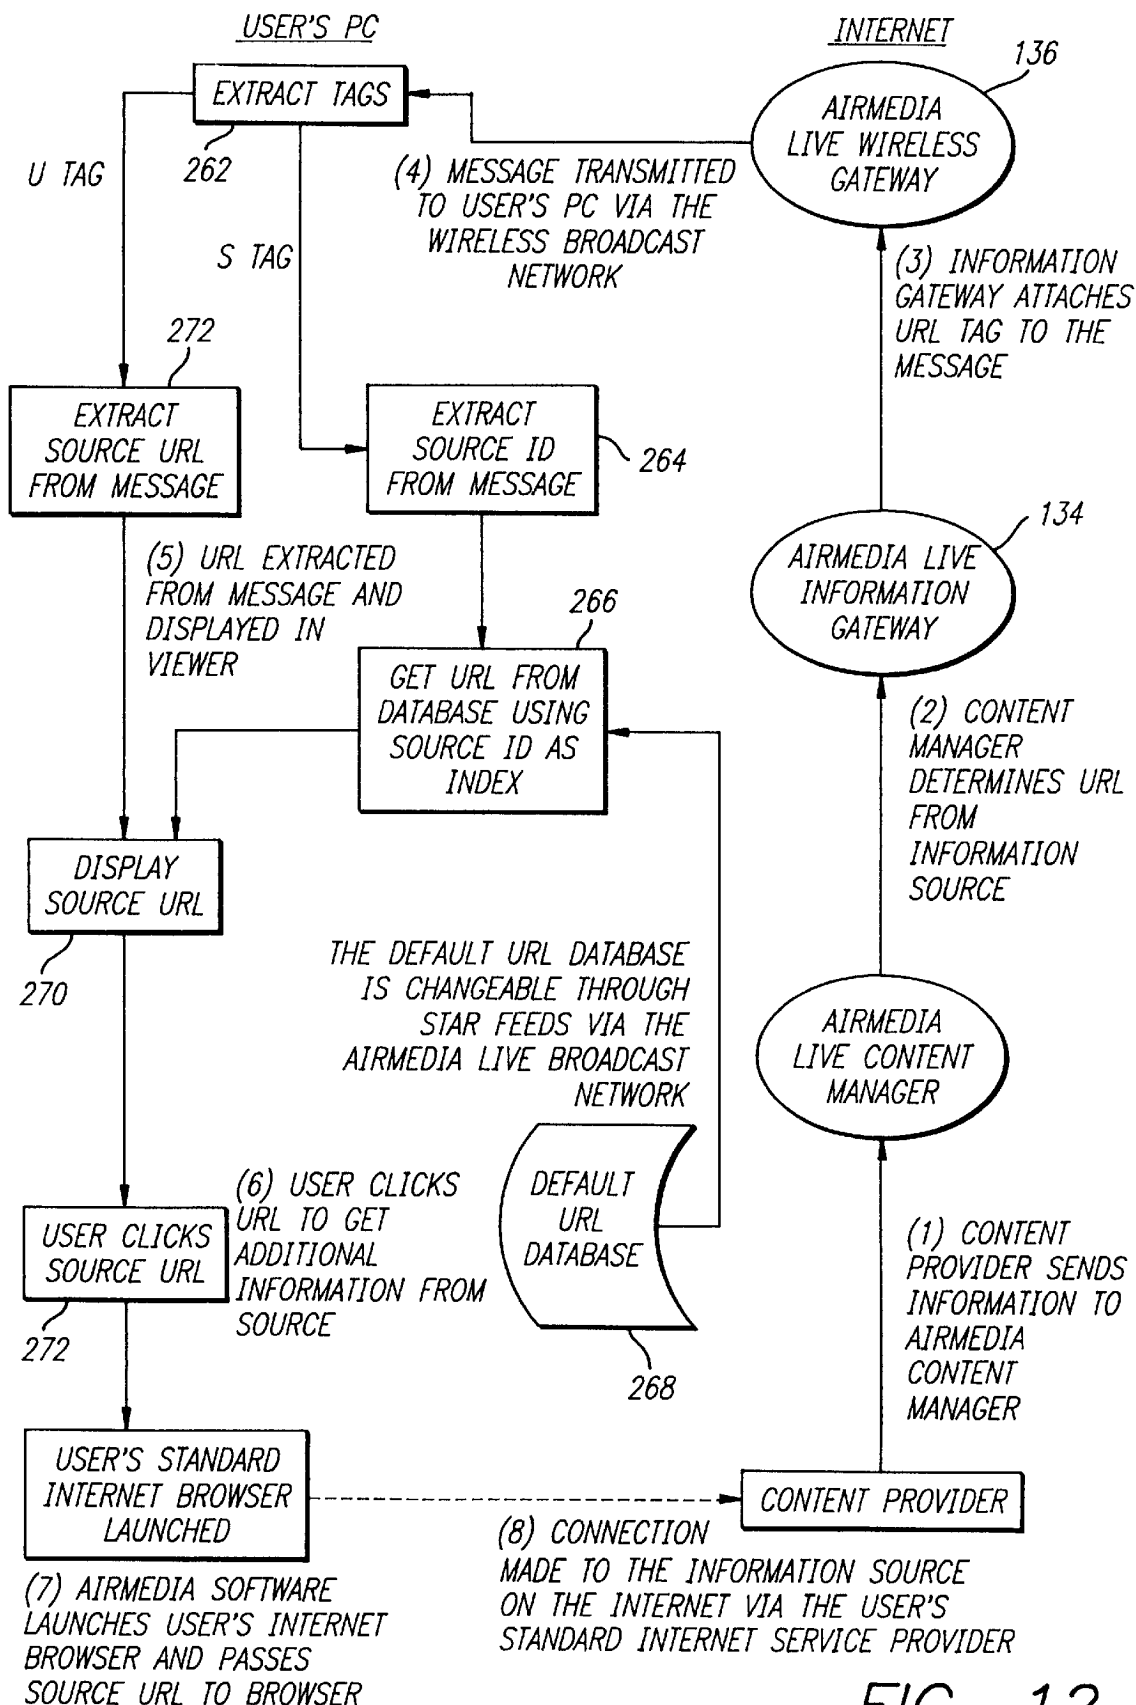 USER'S PC
INTERNET
136
EXTRACT TAGS
AIRMEDIA
LIVE WIRELESS
GATEWAY
U TAG
262
(4) MESSAGE TRANSMITTED
TO USER'S PC VIA THE
WIRELESS BROADCAST
NETWORK
S TAG
(3) INFORMATION
GATEWAY ATTACHES
URL TAG TO THE
MESSAGE
272
EXTRACT
SOURCE URL
FROM MESSAGE
EXTRACT
SOURCE ID
FROM MESSAGE
264
134
AIRMEDIA LIVE
INFORMATION
GATEWAY
(5) URL EXTRACTED
FROM MESSAGE AND
DISPLAYED IN
VIEWER
266
GET URL FROM
DATABASE USING
SOURCE ID AS
INDEX
(2) CONTENT
MANAGER
DETERMINES URL
FROM
INFORMATION
SOURCE
DISPLAY
SOURCE URL
270
THE DEFAULT URL DATABASE
IS CHANGEABLE THROUGH
STAR FEEDS VIA THE
AIRMEDIA LIVE BROADCAST
NETWORK
AIRMEDIA
LIVE CONTENT
MANAGER
DEFAULT
URL
DATABASE
268
(6) USER CLICKS
URL TO GET
ADDITIONAL
INFORMATION FROM
SOURCE
USER CLICKS
SOURCE URL
272
(1) CONTENT
PROVIDER SENDS
INFORMATION TO
AIRMEDIA
CONTENT
MANAGER
USER'S STANDARD
INTERNET BROWSER
LAUNCHED
CONTENT PROVIDER
(8) CONNECTION
MADE TO THE INFORMATION SOURCE
ON THE INTERNET VIA THE USER'S
STANDARD INTERNET SERVICE PROVIDER
(7) AIRMEDIA SOFTWARE
LAUNCHES USER'S INTERNET
BROWSER AND PASSES
SOURCE URL TO BROWSER